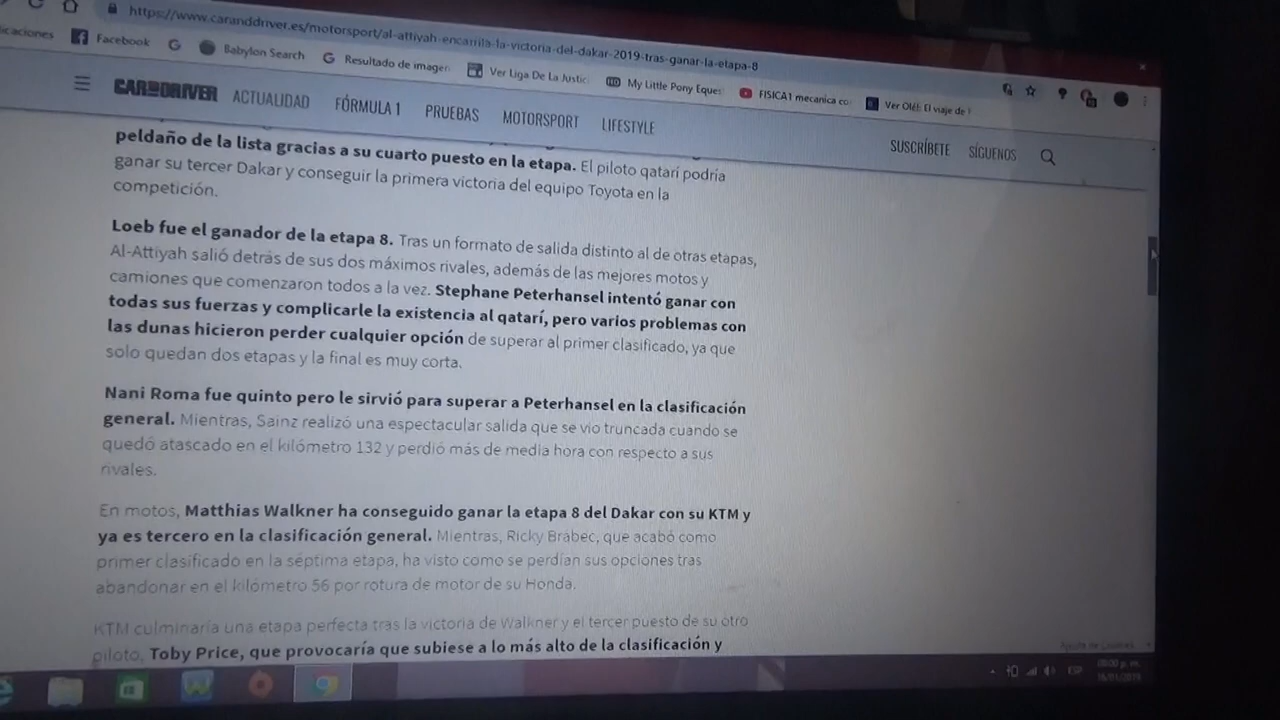 https://www.caranddriver.es/motorsport/al-attiyah-encarrila-la-victoria-del-dakar-2019-tras-ganar-la-etapa-8
icaciones Facebook Babylon Search Resultado de imagen Ver Liga De La Justic My Little Pony Eques FISICA1 mecanica co Ver Olé!: El viaje de
CAR AND DRIVER ACTUALIDAD FÓRMULA 1 PRUEBAS MOTORSPORT LIFESTYLE SUSCRÍBETE SÍGUENOS
peldaño de la lista gracias a su cuarto puesto en la etapa. El piloto qatarí podría
ganar su tercer Dakar y conseguir la primera victoria del equipo Toyota en la
competición.
Loeb fue el ganador de la etapa 8. Tras un formato de salida distinto al de otras etapas,
Al-Attiyah salió detrás de sus dos máximos rivales, además de las mejores motos y
camiones que comenzaron todos a la vez. Stephane Peterhansel intentó ganar con
todas sus fuerzas y complicarle la existencia al qatarí, pero varios problemas con
las dunas hicieron perder cualquier opción de superar al primer clasificado, ya que
solo quedan dos etapas y la final es muy corta.
Nani Roma fue quinto pero le sirvió para superar a Peterhansel en la clasificación
general. Mientras, Sainz realizó una espectacular salida que se vio truncada cuando se
quedó atascado en el kilómetro 132 y perdió más de media hora con respecto a sus
rivales.
En motos, Matthias Walkner ha conseguido ganar la etapa 8 del Dakar con su KTM y
ya es tercero en la clasificación general. Mientras, Ricky Brabec, que acabó como
primer clasificado en la séptima etapa, ha visto como se perdían sus opciones tras
abandonar en el kilómetro 56 por rotura de motor de su Honda.
KTM culminaría una etapa perfecta tras la victoria de Walkner y el tercer puesto de su otro
piloto, Toby Price, que provocaría que subiese a lo más alto de la clasificación y
ESP
16/01/2019